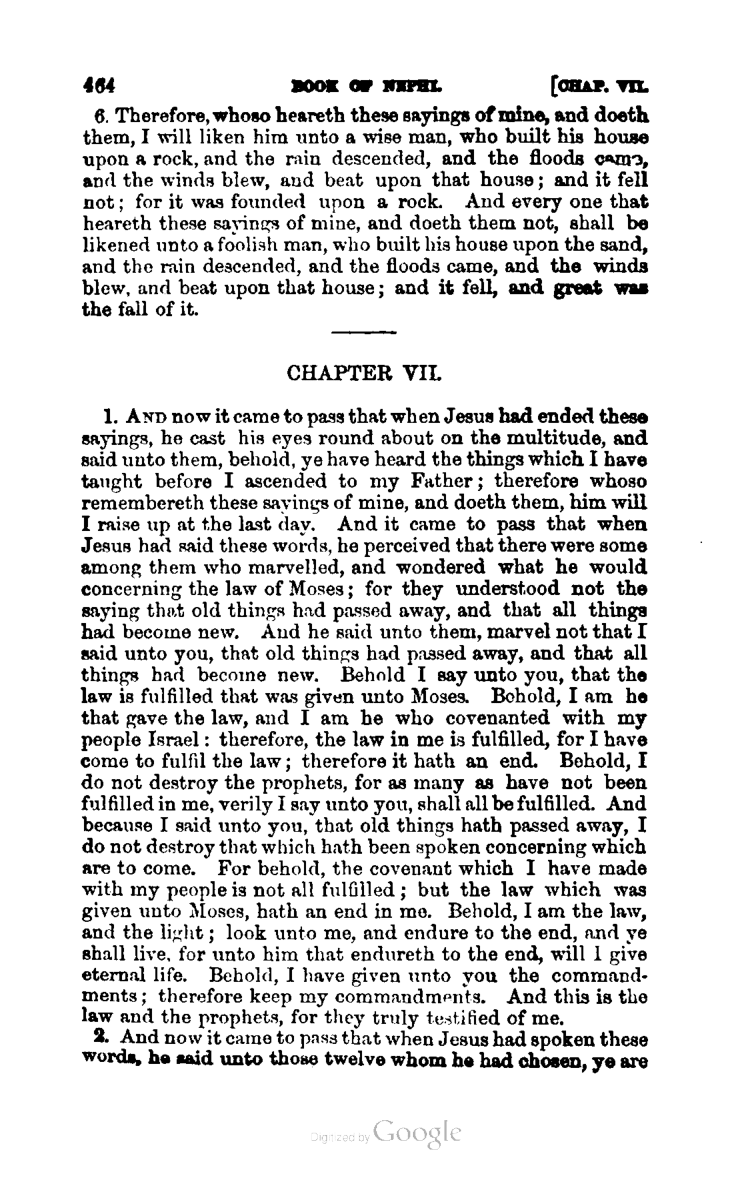 464 BOOK OF NEPHI. [CHAP. VII.
6. Therefore, whoso heareth these sayings of mine, and doeth
them, I will liken him unto a wise man, who built his house
upon a rock, and the rain descended, and the floods came,
and the winds blew, and beat upon that house; and it fell
not; for it was founded upon a rock. And every one that
heareth these sayings of mine, and doeth them not, shall be
likened unto a foolish man, who built his house upon the sand,
and the rain descended, and the floods came, and the winds
blew, and beat upon that house; and it fell, and great was
the fall of it.
CHAPTER VII.
1. AND now it came to pass that when Jesus had ended these
sayings, he cast his eyes round about on the multitude, and
said unto them, behold, ye have heard the things which I have
taught before I ascended to my Father; therefore whoso
remembereth these sayings of mine, and doeth them, him will
I raise up at the last day. And it came to pass that when
Jesus had said these words, he perceived that there were some
among them who marvelled, and wondered what he would
concerning the law of Moses; for they understood not the
saying that old things had passed away, and that all things
had become new. And he said unto them, marvel not that I
said unto you, that old things had passed away, and that all
things had become new. Behold I say unto you, that the
law is fulfilled that was given unto Moses. Behold, I am he
that gave the law, and I am he who covenanted with my
people Israel: therefore, the law in me is fulfilled, for I have
come to fulfil the law; therefore it hath an end. Behold, I
do not destroy the prophets, for as many as have not been
fulfilled in me, verily I say unto you, shall all be fulfilled. And
because I said unto you, that old things hath passed away, I
do not destroy that which hath been spoken concerning which
are to come. For behold, the covenant which I have made
with my people is not all fulfilled; but the law which was
given unto Moses, hath an end in me. Behold, I am the law,
and the light; look unto me, and endure to the end, and ye
shall live, for unto him that endureth to the end, will I give
eternal life. Behold, I have given unto you the command-
ments; therefore keep my commandments. And this is the
law and the prophets, for they truly testified of me.
2. And now it came to pass that when Jesus had spoken these
words, he said unto those twelve whom he had chosen, ye are
Digitized by Google